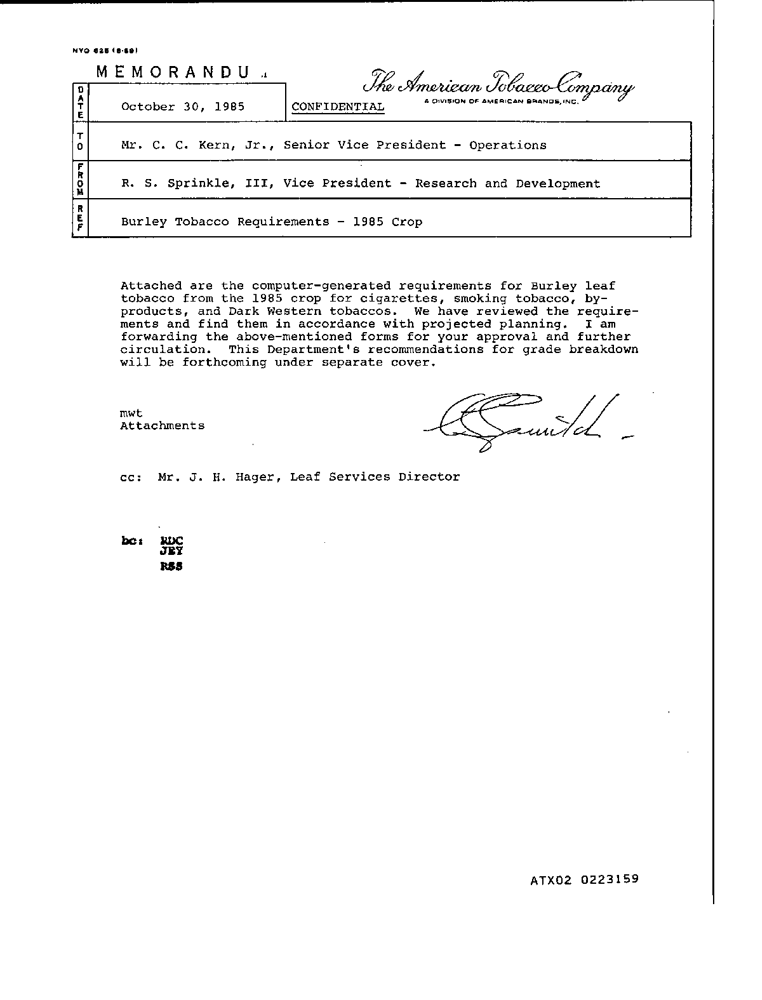 NYO 625 (8-69)
MEMORANDU
The American Tobacco Company
A DIVISION OF AMERICAN BRANDS, INC.
DATE
October 30, 1985
CONFIDENTIAL
TO
Mr. C. C. Kern, Jr., Senior Vice President - Operations
FROM
R. S. Sprinkle, III, Vice President - Research and Development
REF
Burley Tobacco Requirements - 1985 Crop
Attached are the computer-generated requirements for Burley leaf
tobacco from the 1985 crop for cigarettes, smoking tobacco, by-
products, and Dark Western tobaccos. We have reviewed the require-
ments and find them in accordance with projected planning. I am
forwarding the above-mentioned forms for your approval and further
circulation. This Department's recommendations for grade breakdown
will be forthcoming under separate cover.
mwt
Attachments
cc: Mr. J. H. Hager, Leaf Services Director
bc: RDC
JEY
RSS
ATX02 0223159